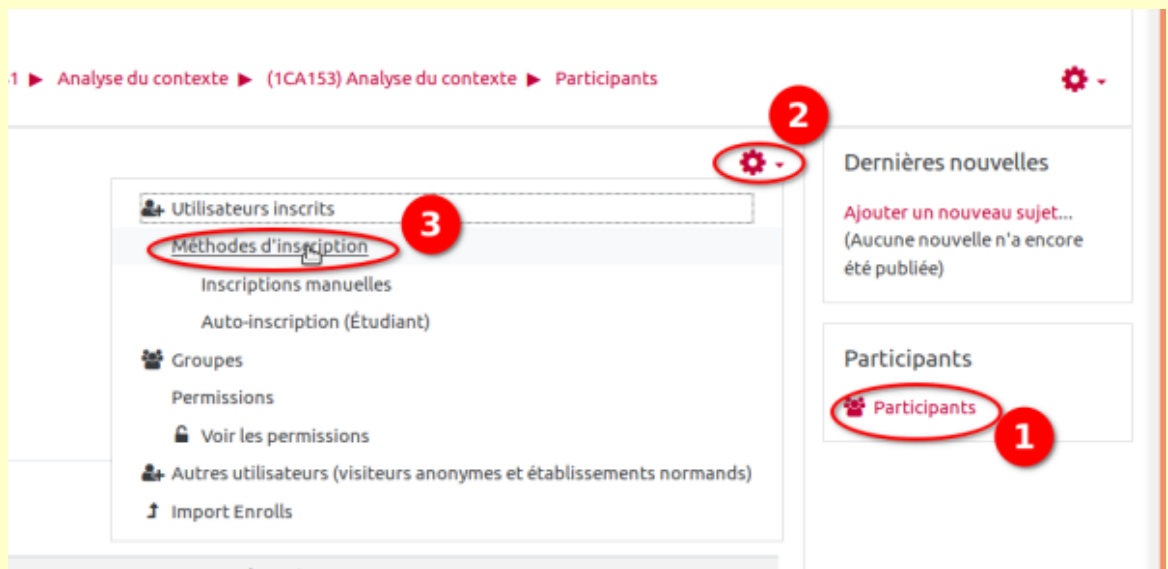 1 ► Analyse du contexte ► (1CA153) Analyse du contexte ► Participants
2
Utilisateurs inscrits
3
Méthodes d'inscription
Inscriptions manuelles
Auto-inscription (Étudiant)
Groupes
Permissions
Voir les permissions
Autres utilisateurs (visiteurs anonymes et établissements normands)
Import Enrolls
Dernières nouvelles
Ajouter un nouveau sujet...
(Aucune nouvelle n'a encore
été publiée)
Participants
Participants
1